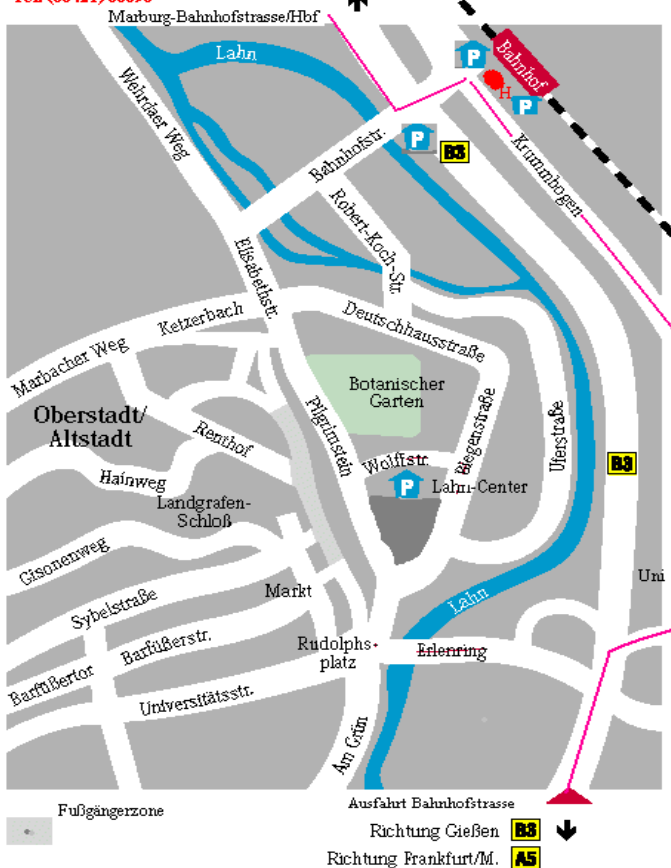 Marburg-Bahnhofstrasse/Hbf
Lahn
P
Bahnhof
H
P
Wehrdaer Weg
P
B3
Bahnhofstr.
Krummbogen
Robert-Koch-Str.
Elisabethstr.
Ketzerbach
Deutschhausstraße
Marbacher Weg
Botanischer
Garten
Oberstadt/
Altstadt
Pilgrimstein
Renthof
Biegenstraße
Uferstraße
Wolffstr.
B3
Hainweg
P
Lahn-Center
Landgrafen-
Schloß
Gisonenweg
Uni
Markt
Lahn
Sybelstraße
Barfüßerstr.
Rudolphs-
platz
Erlenring
Barfüßertor
Universitätsstr.
Am Grün
Ausfahrt Bahnhofstrasse
Fußgängerzone
Richtung Gießen B3
Richtung Frankfurt/M. A5